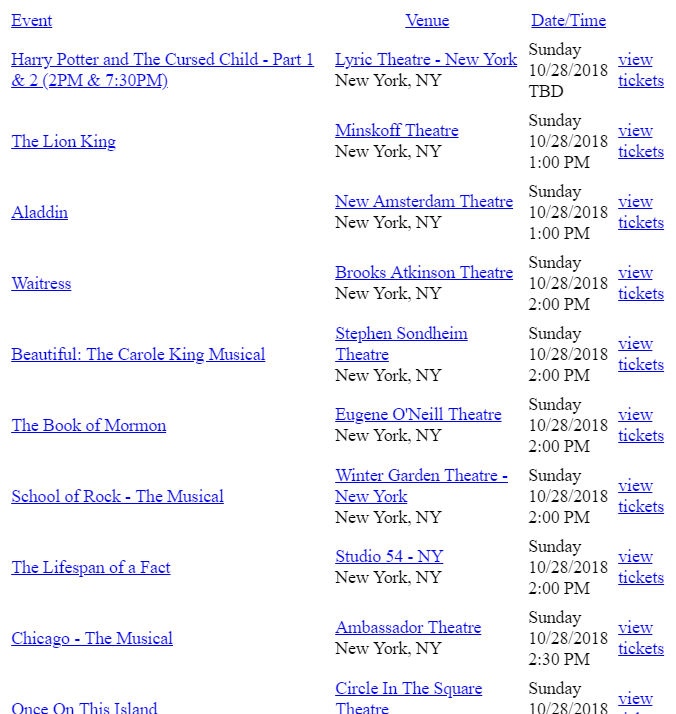 Event Venue Date/Time
Harry Potter and The Cursed Child - Part 1
& 2 (2PM & 7:30PM)
Lyric Theatre - New York
New York, NY
Sunday
10/28/2018
TBD
view
tickets
The Lion King
Minskoff Theatre
New York, NY
Sunday
10/28/2018
1:00 PM
view
tickets
Aladdin
New Amsterdam Theatre
New York, NY
Sunday
10/28/2018
1:00 PM
view
tickets
Waitress
Brooks Atkinson Theatre
New York, NY
Sunday
10/28/2018
2:00 PM
view
tickets
Beautiful: The Carole King Musical
Stephen Sondheim
Theatre
New York, NY
Sunday
10/28/2018
2:00 PM
view
tickets
The Book of Mormon
Eugene O'Neill Theatre
New York, NY
Sunday
10/28/2018
2:00 PM
view
tickets
School of Rock - The Musical
Winter Garden Theatre -
New York
New York, NY
Sunday
10/28/2018
2:00 PM
view
tickets
The Lifespan of a Fact
Studio 54 - NY
New York, NY
Sunday
10/28/2018
2:00 PM
view
tickets
Chicago - The Musical
Ambassador Theatre
New York, NY
Sunday
10/28/2018
2:30 PM
view
tickets
Once On This Island
Circle In The Square
Theatre
Sunday
10/28/2018
view